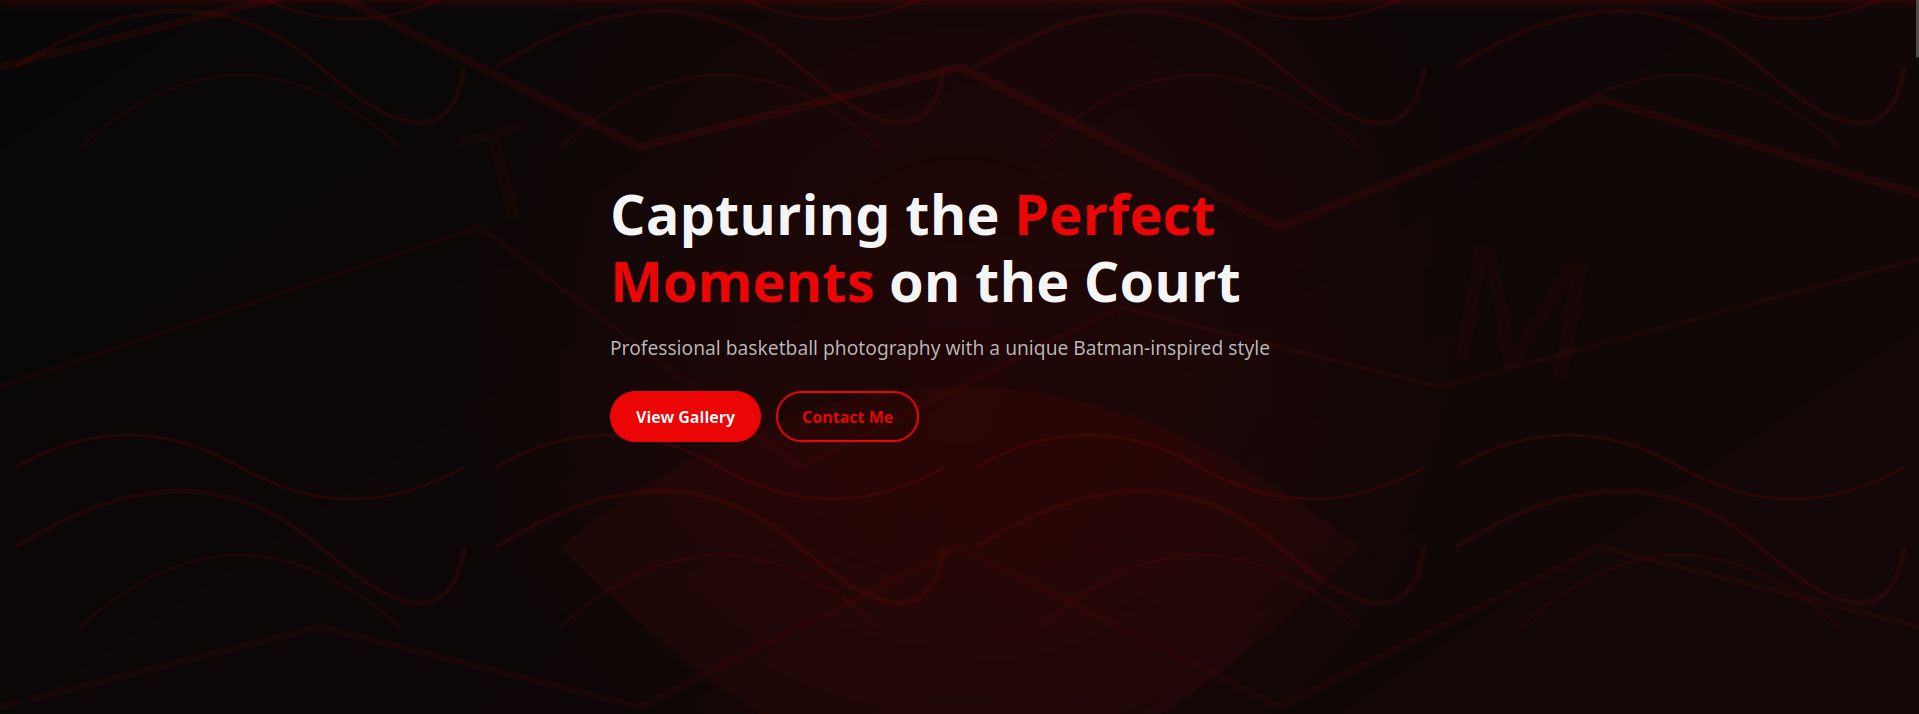 Capturing the Perfect
Moments on the Court
Professional basketball photography with a unique Batman-inspired style
View Gallery
Contact Me
T
M